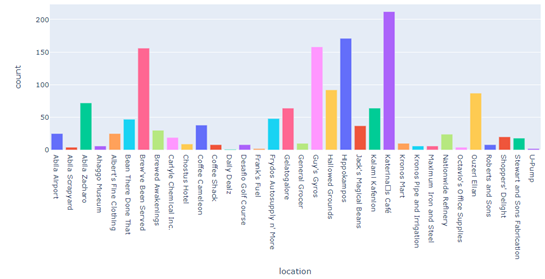 200
150
100
50
0
count
Abila Airport
Abila Scrapyard
Abila Zacharo
Ahaggo Museum
Albert's Fine Clothing
Bean There Done That
Brew've Been Served
Brewed Awakenings
Carlyle Chemical Inc.
Chostus Hotel
Coffee Cameleon
Coffee Shack
Daily Dealz
Desafio Golf Course
Frank's Fuel
Frydos Autosupply n' More
Gelatogalore
General Grocer
Guy's Gyros
Hallowed Grounds
Hippokampos
Jack's Magical Beans
Kalami Kafenion
Katerina□s Café
Kronos Mart
Kronos Pipe and Irrigation
Maximum Iron and Steel
Nationwide Refinery
Octavio's Office Supplies
Ouzeri Elian
Roberts and Sons
Shoppers' Delight
Stewart and Sons Fabrication
U-Pump
location